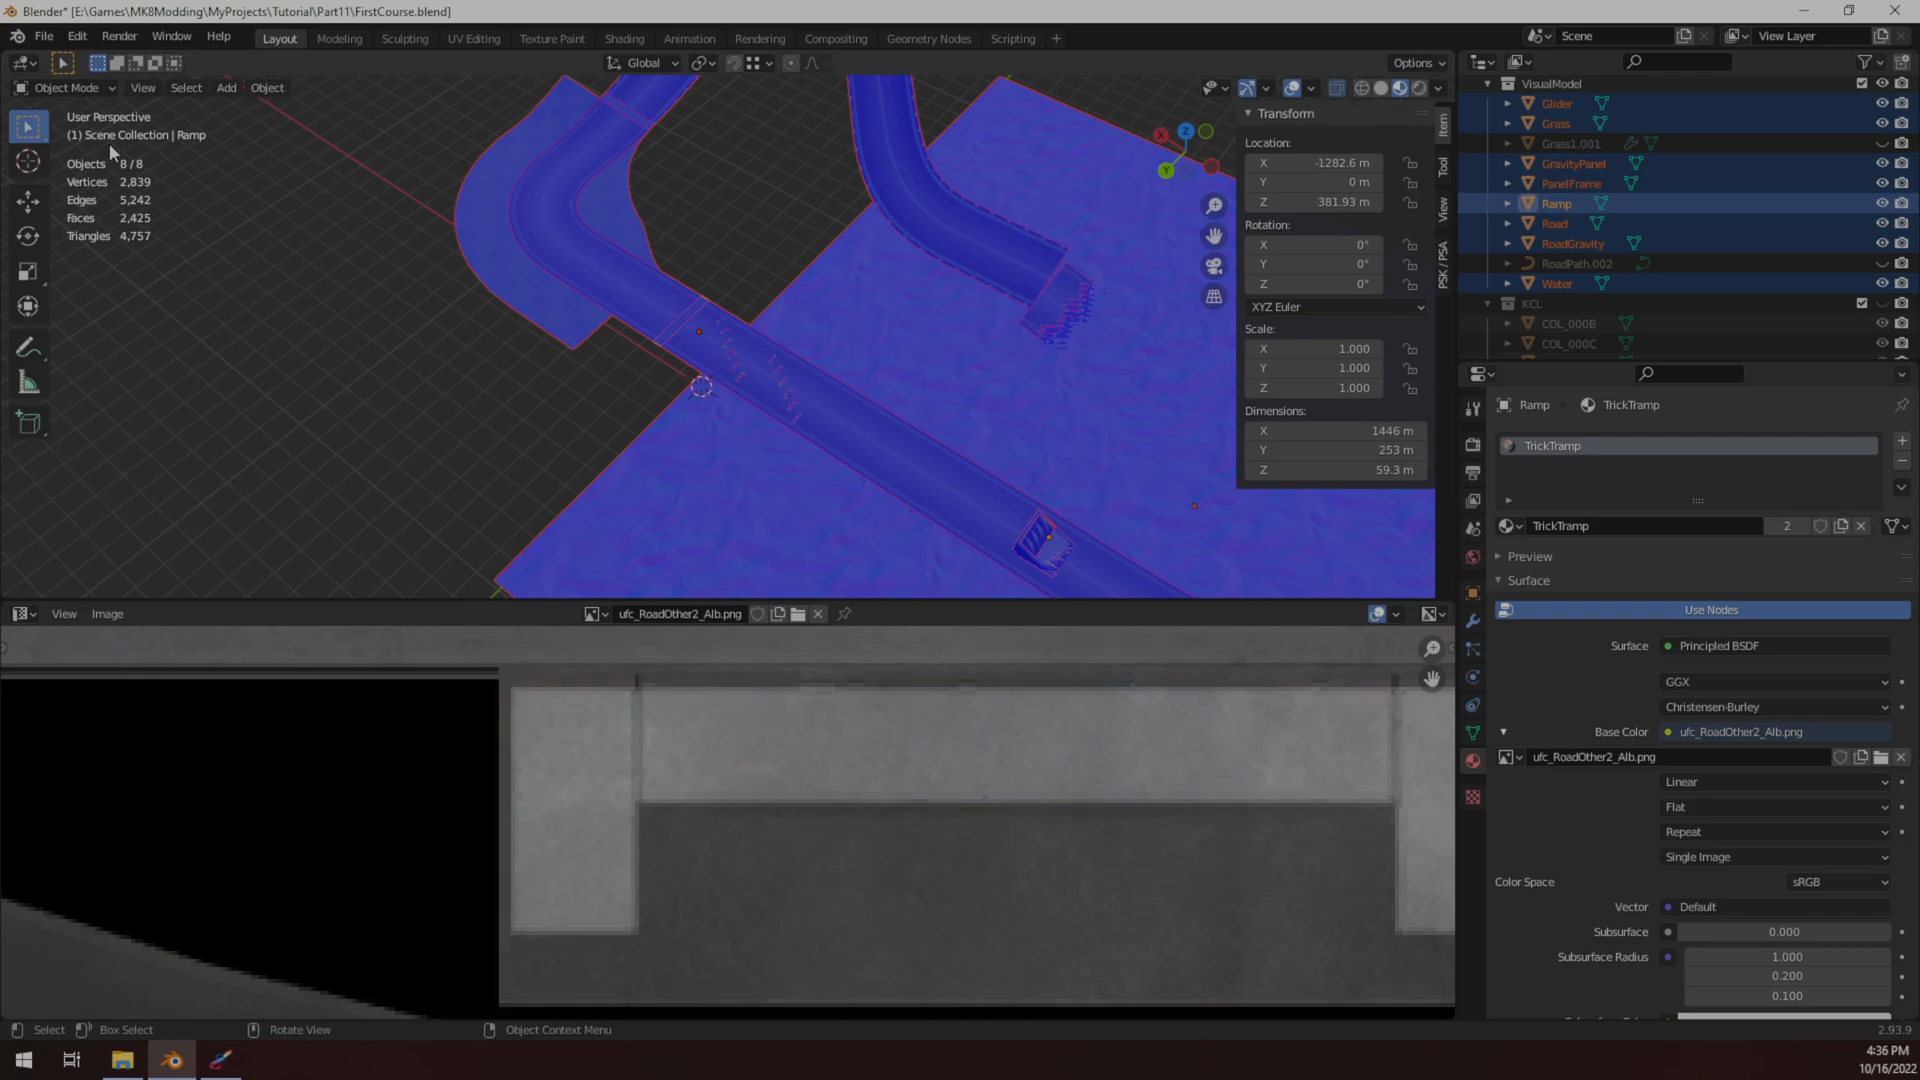 Blender* [E:\Games\MK8Modding\MyProjects\Tutorial\Part11\FirstCourse.blend]
File Edit Render Window Help Layout Modeling Sculpting UV Editing Texture Paint Shading Animation Rendering Compositing Geometry Nodes Scripting + Scene View Layer
Global Options
Object Mode View Select Add Object
User Perspective
(1) Scene Collection | Ramp
Objects 8 / 8
Vertices 2,839
Edges 5,242
Faces 2,425
Triangles 4,757
X
Z
Y
Transform
Location:
X -1282.6 m
Y 0 m
Z 381.93 m
Rotation:
X 0°
Y 0°
Z 0°
XYZ Euler
Scale:
X 1.000
Y 1.000
Z 1.000
Dimensions:
X 1446 m
Y 253 m
Z 59.3 m
Item
Tool
View
PSK / PSA
VisualModel
Glider
Grass
Grass1.001
GravityPanel
PanelFrame
Ramp
Road
RoadGravity
RoadPath.002
Water
KCL
COL_000B
COL_000C
Ramp TrickTramp
TrickTramp
TrickTramp 2
Preview
Surface
Use Nodes
Surface Principled BSDF
GGX
Christensen-Burley
Base Color ufc_RoadOther2_Alb.png
ufc_RoadOther2_Alb.png
Linear
Flat
Repeat
Single Image
Color Space sRGB
Vector Default
Subsurface 0.000
Subsurface Radius 1.000
0.200
0.100
View Image ufc_RoadOther2_Alb.png
Select Box Select Rotate View Object Context Menu 2.93.9
4:36 PM
10/16/2022